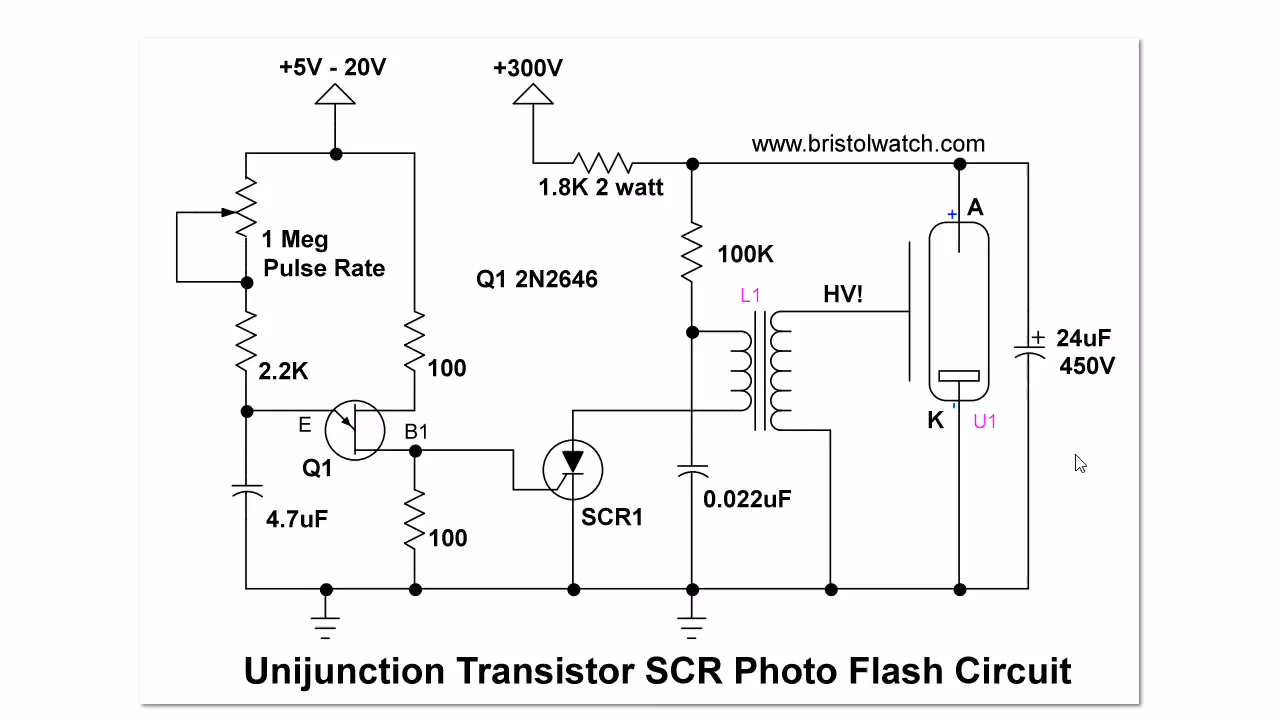 +5V - 20V
+300V
www.bristolwatch.com
1.8K 2 watt
+ A
1 Meg
Pulse Rate
Q1 2N2646
100K
L1
HV!
+ 24uF
450V
2.2K
100
E
B1
Q1
K - U1
4.7uF
SCR1
0.022uF
100
Unijunction Transistor SCR Photo Flash Circuit